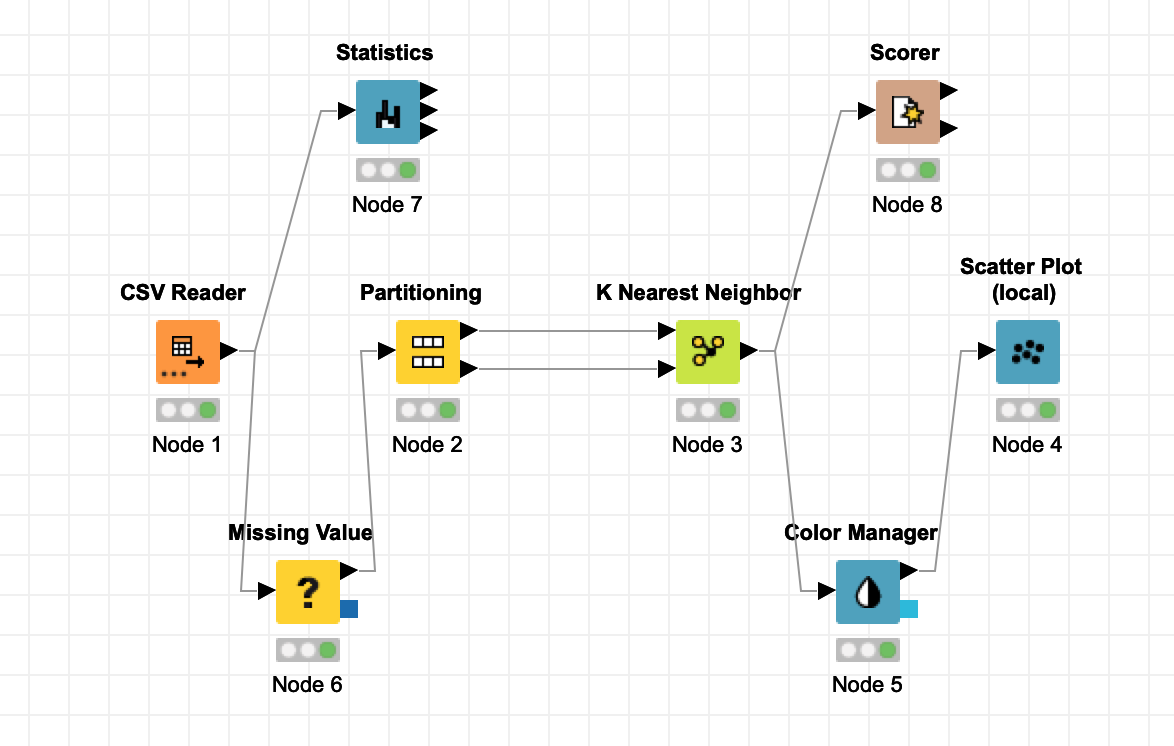 Statistics
Node 7
Scorer
Node 8
CSV Reader
Node 1
Partitioning
Node 2
K Nearest Neighbor
Node 3
Scatter Plot
(local)
Node 4
Missing Value
?
Node 6
Color Manager
Node 5